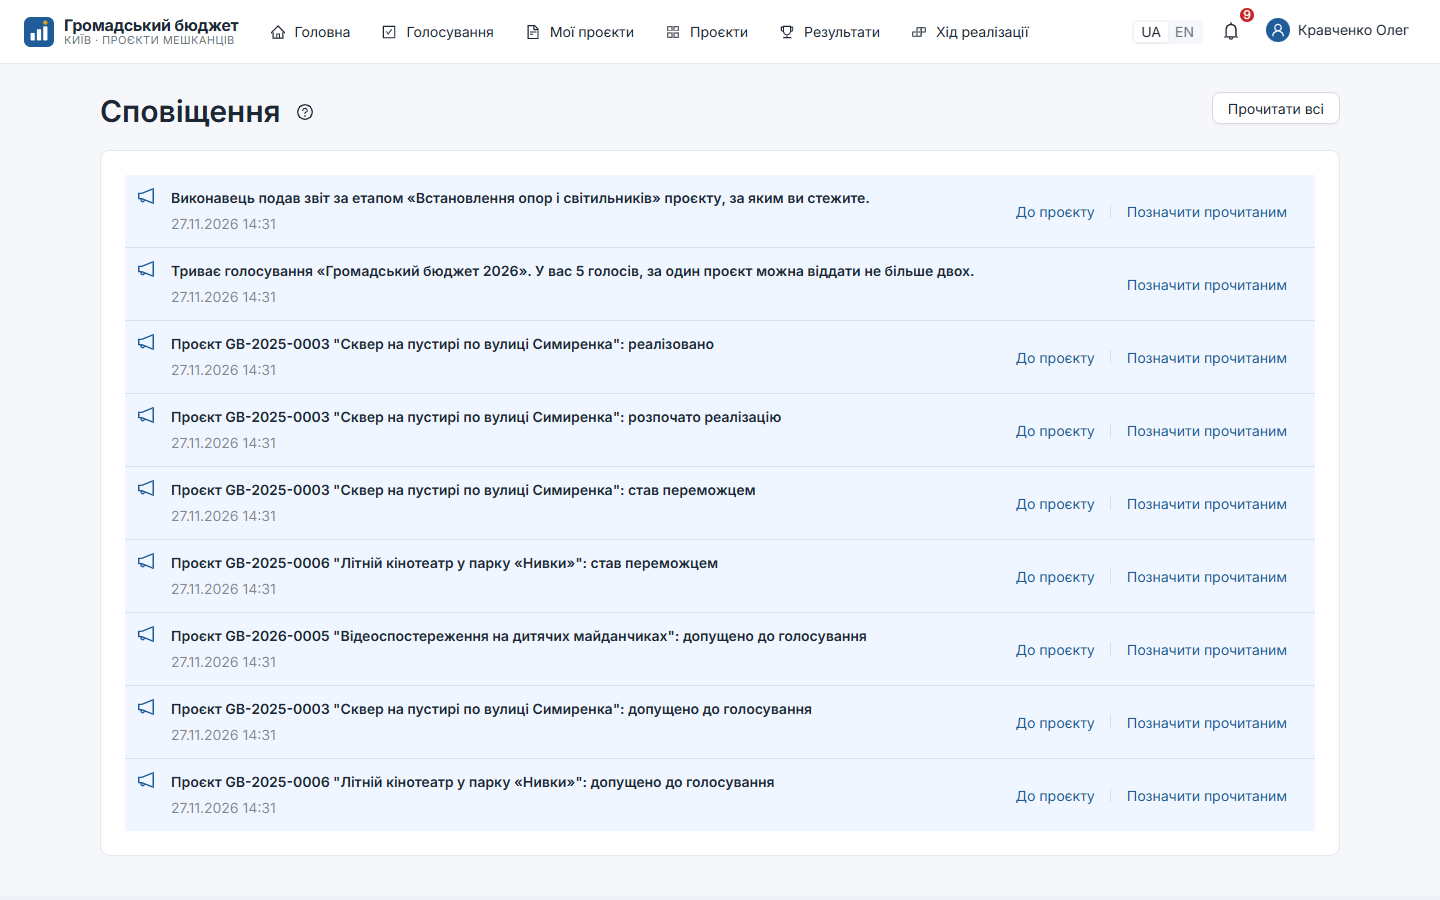 Громадський бюджет
КИЇВ · ПРОЄКТИ МЕШКАНЦІВ
Головна
Голосування
Мої проєкти
Проєкти
Результати
Хід реалізації
UA EN
9
Кравченко Олег
Сповіщення
Прочитати всі
Виконавець подав звіт за етапом «Встановлення опор і світильників» проєкту, за яким ви стежите.
27.11.2026 14:31
До проєкту
Позначити прочитаним
Триває голосування «Громадський бюджет 2026». У вас 5 голосів, за один проєкт можна віддати не більше двох.
27.11.2026 14:31
Позначити прочитаним
Проєкт GB-2025-0003 "Сквер на пустирі по вулиці Симиренка": реалізовано
27.11.2026 14:31
До проєкту
Позначити прочитаним
Проєкт GB-2025-0003 "Сквер на пустирі по вулиці Симиренка": розпочато реалізацію
27.11.2026 14:31
До проєкту
Позначити прочитаним
Проєкт GB-2025-0003 "Сквер на пустирі по вулиці Симиренка": став переможцем
27.11.2026 14:31
До проєкту
Позначити прочитаним
Проєкт GB-2025-0006 "Літній кінотеатр у парку «Нивки»": став переможцем
27.11.2026 14:31
До проєкту
Позначити прочитаним
Проєкт GB-2026-0005 "Відеоспостереження на дитячих майданчиках": допущено до голосування
27.11.2026 14:31
До проєкту
Позначити прочитаним
Проєкт GB-2025-0003 "Сквер на пустирі по вулиці Симиренка": допущено до голосування
27.11.2026 14:31
До проєкту
Позначити прочитаним
Проєкт GB-2025-0006 "Літній кінотеатр у парку «Нивки»": допущено до голосування
27.11.2026 14:31
До проєкту
Позначити прочитаним